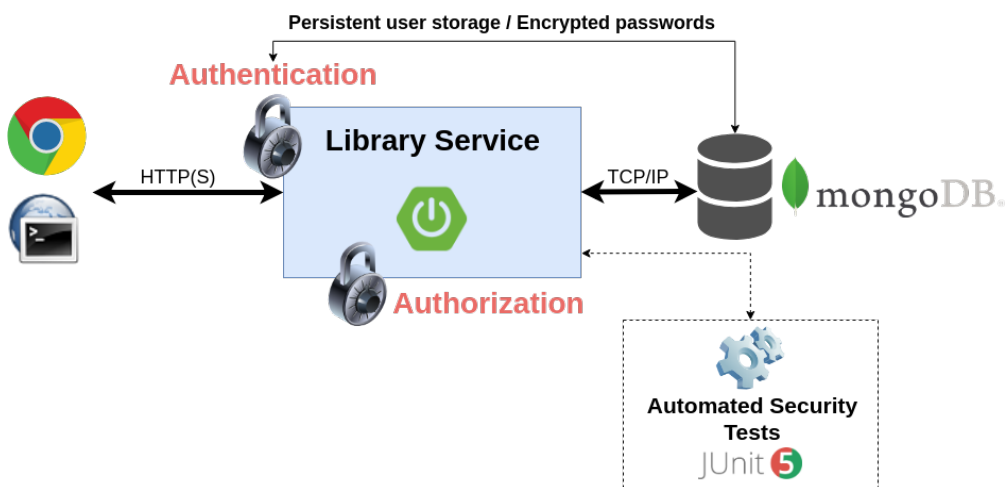 Persistent user storage / Encrypted passwords
Authentication
Library Service
HTTP(S)
TCP/IP
mongoDB®
>_
Authorization
Automated Security
Tests
JUnit 5